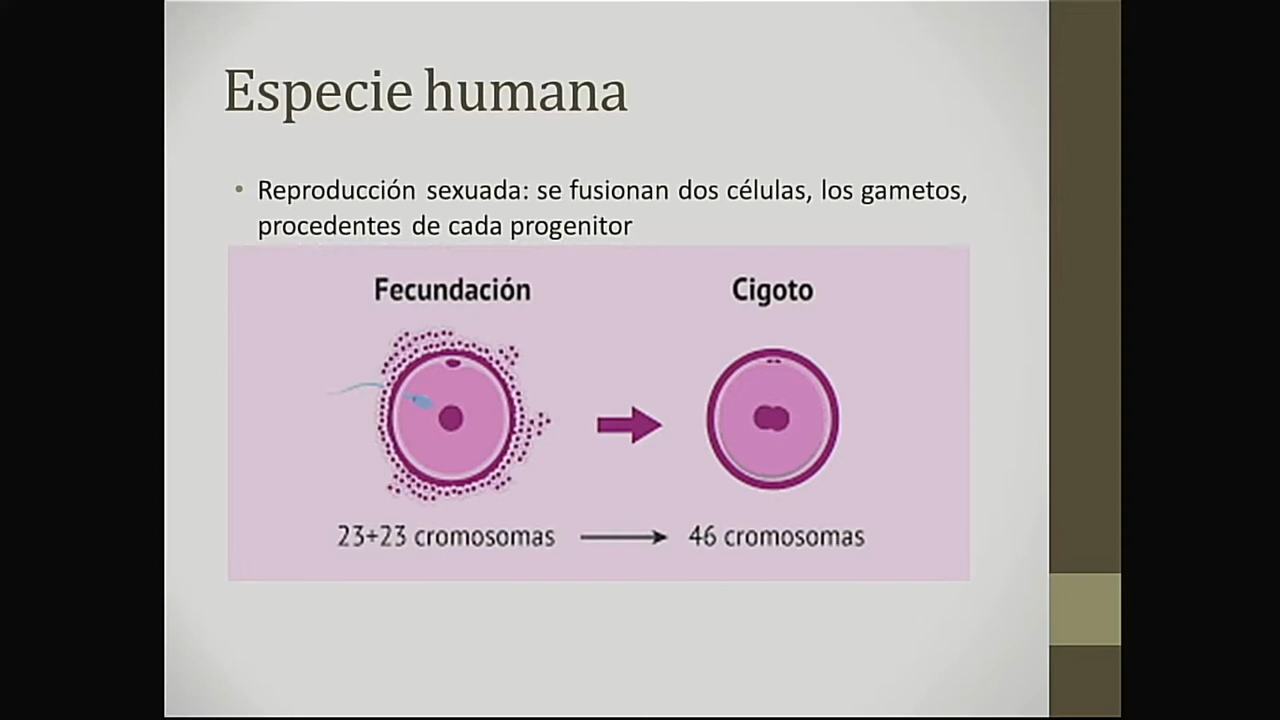 Especie humana
• Reproducción sexuada: se fusionan dos células, los gametos,
procedentes de cada progenitor
Fecundación
Cigoto
23+23 cromosomas
46 cromosomas